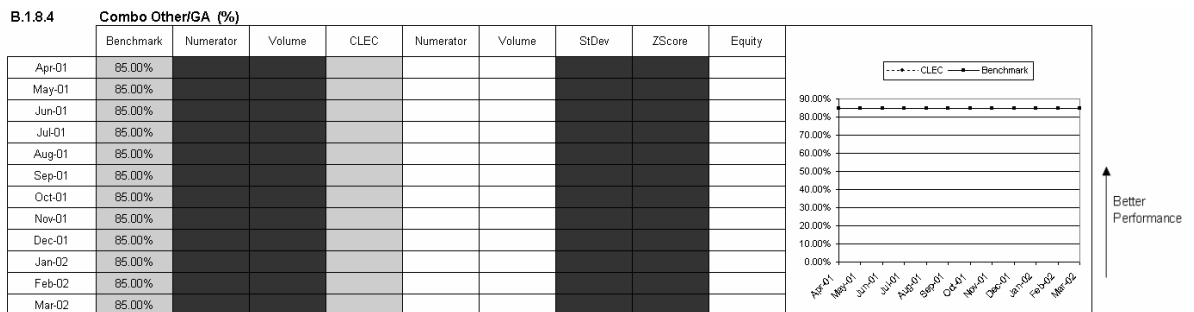 B.1.8.4 Combo Other/GA (%)
Benchmark Numerator Volume CLEC Numerator Volume StDev ZScore Equity
Apr-01 85.00%
May-01 85.00%
Jun-01 85.00%
Jul-01 85.00%
Aug-01 85.00%
Sep-01 85.00%
Oct-01 85.00%
Nov-01 85.00%
Dec-01 85.00%
Jan-02 85.00%
Feb-02 85.00%
Mar-02 85.00%
CLEC Benchmark
90.00%
80.00%
70.00%
60.00%
50.00%
40.00%
30.00%
20.00%
10.00%
0.00%
Apr-01 May-01 Jun-01 Jul-01 Aug-01 Sep-01 Oct-01 Nov-01 Dec-01 Jan-02 Feb-02 Mar-02
Better
Performance